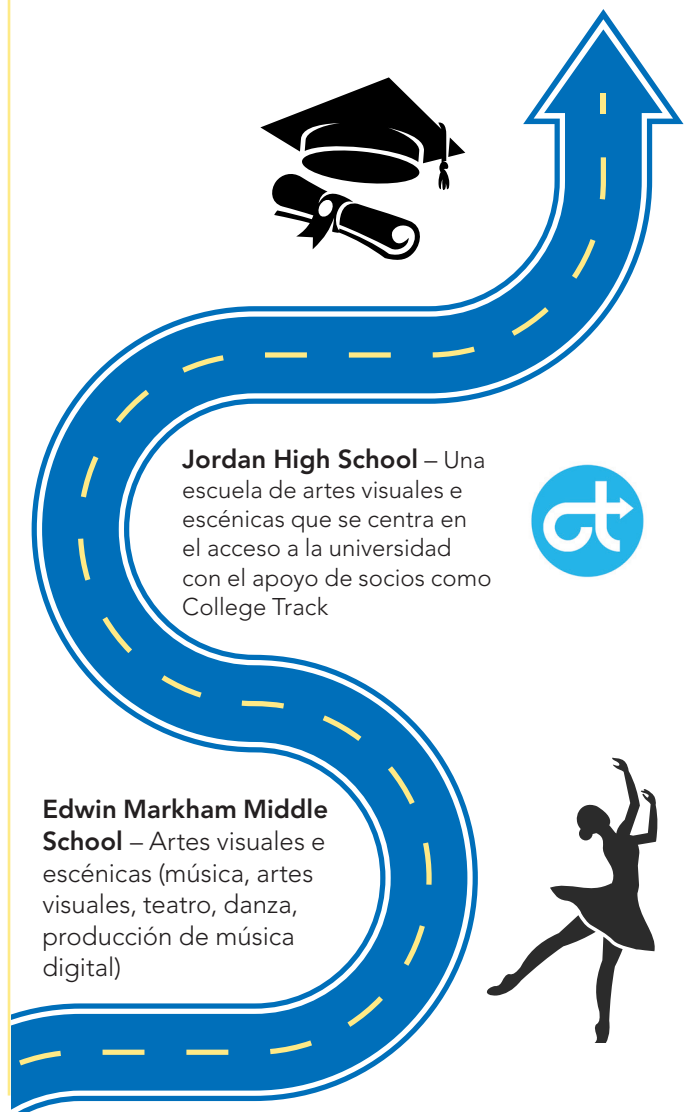 Jordan High School – Una
escuela de artes visuales e
escénicas que se centra en
el acceso a la universidad
con el apoyo de socios como
College Track
ct
Edwin Markham Middle
School – Artes visuales e
escénicas (música, artes
visuales, teatro, danza,
producción de música
digital)